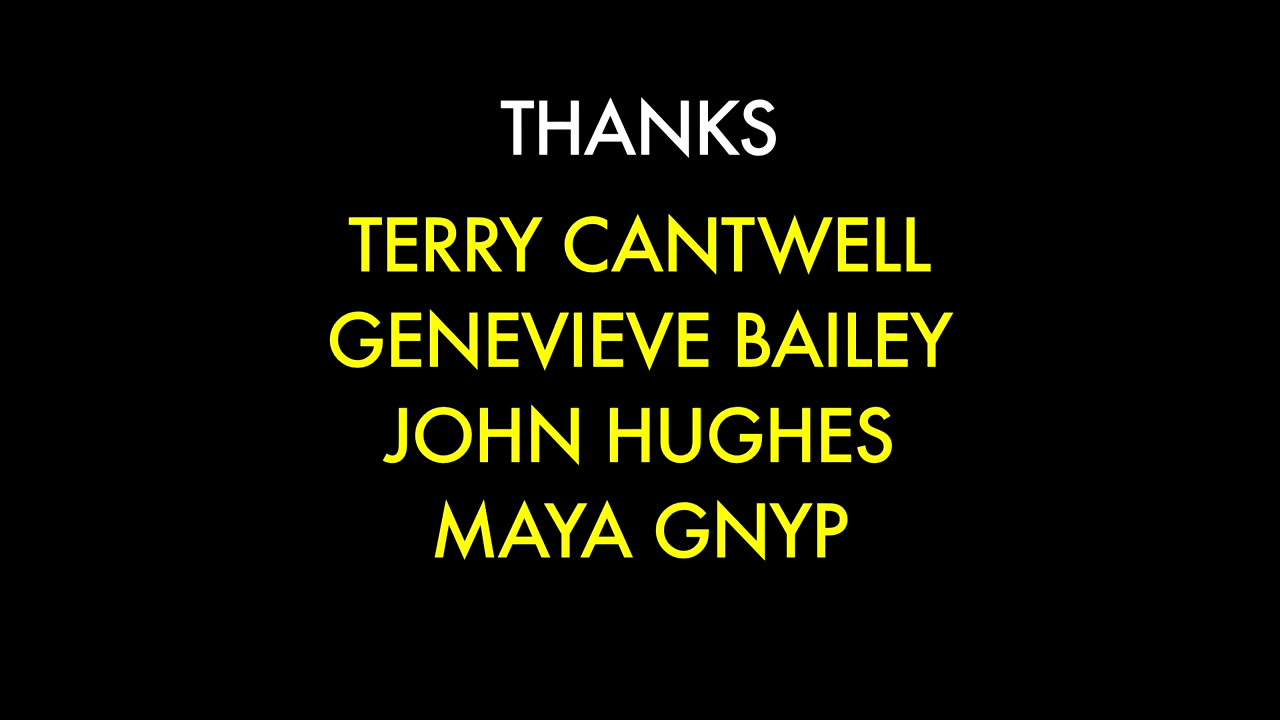 THANKS
TERRY CANTWELL
GENEVIEVE BAILEY
JOHN HUGHES
MAYA GNYP